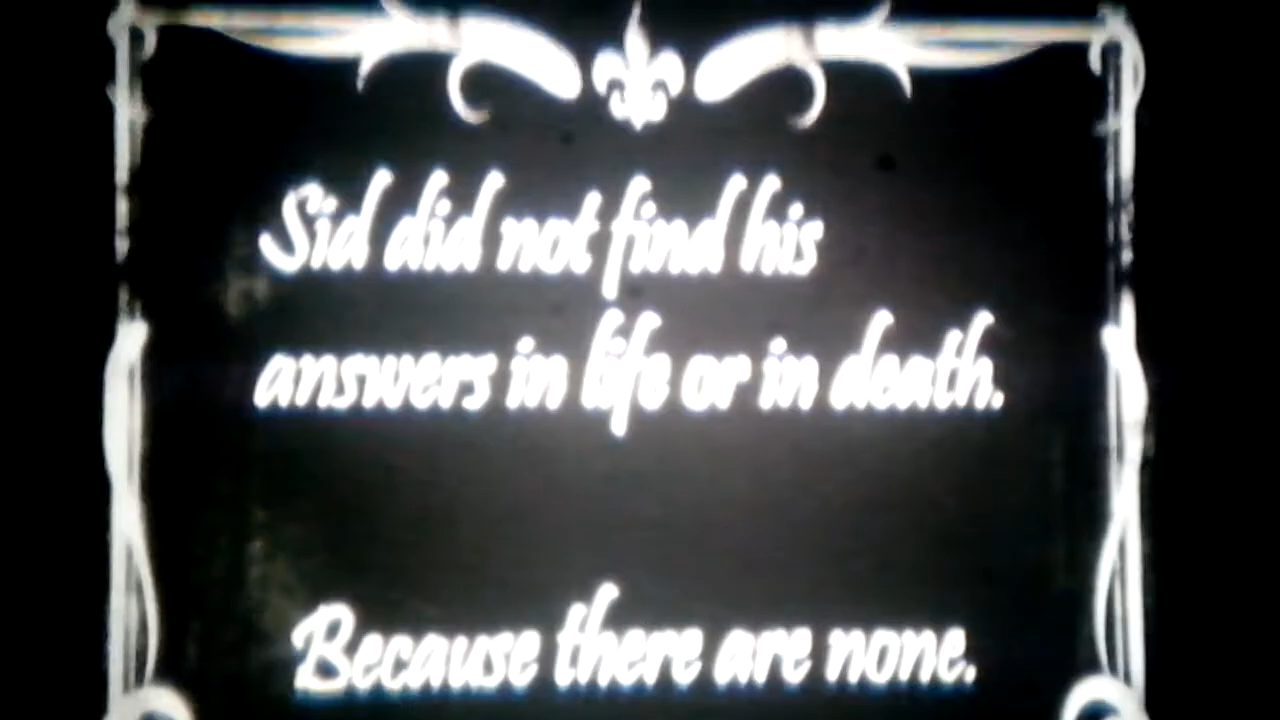 Sid did not find his
answers in life or in death.
Because there are none.